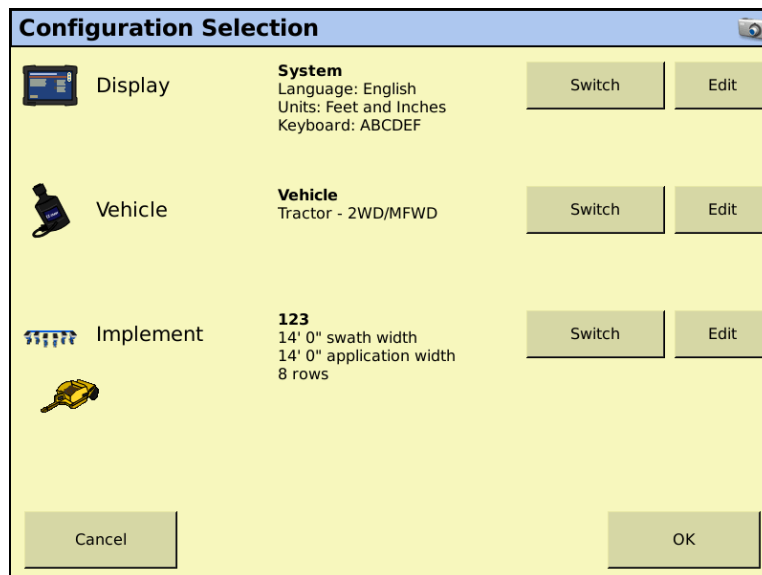 Configuration Selection
Display
System
Language: English
Units: Feet and Inches
Keyboard: ABCDEF
Switch
Edit
Vehicle
Vehicle
Tractor - 2WD/MFWD
Switch
Edit
Implement
123
14' 0" swath width
14' 0" application width
8 rows
Switch
Edit
Cancel
OK